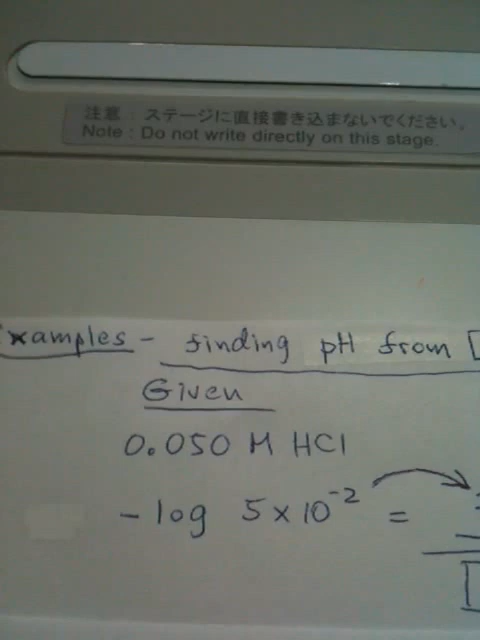 注意：ステージに直接書き込まないでください。
Note : Do not write directly on this stage.
Examples - finding pH from [
Given
0.050 M HCl
- log 5 x 10⁻² =